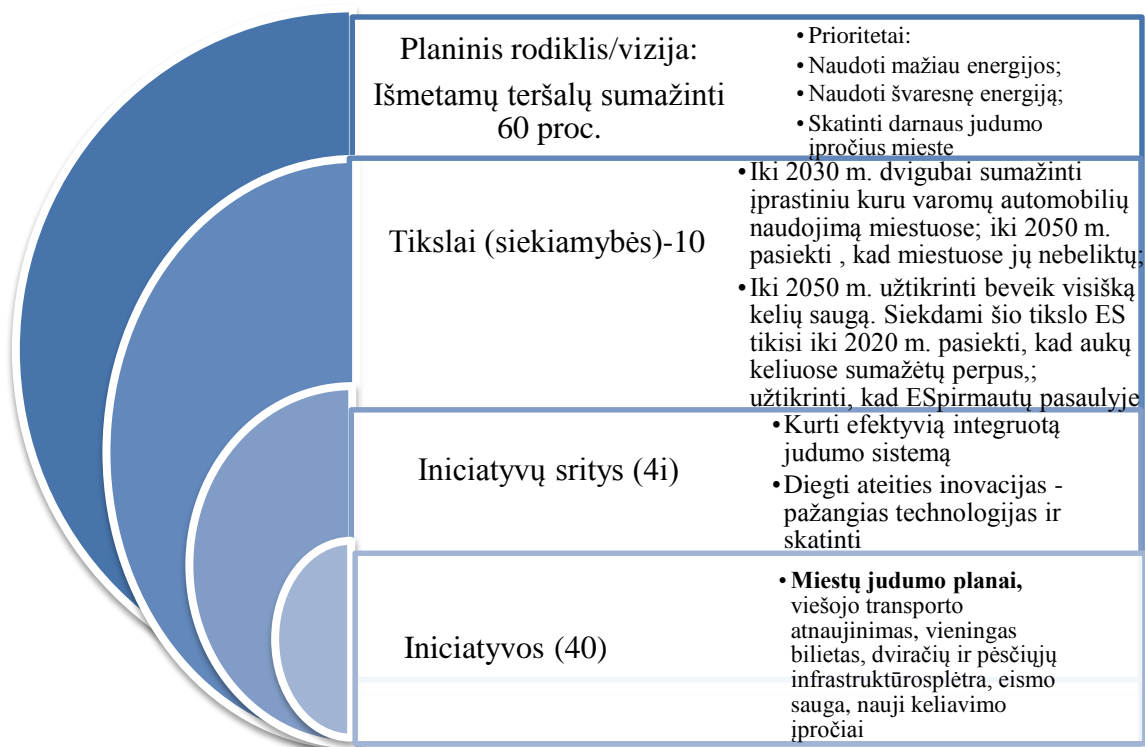 Planinis rodiklis/vizija:
Išmetamų teršalų sumažinti
60 proc.
• Prioritetai:
• Naudoti mažiau energijos;
• Naudoti švaresnę energiją;
• Skatinti darnaus judumo
įpročius mieste
Tikslai (siekiamybės)-10
• Iki 2030 m. dvigubai sumažinti
įprastiniu kuru varomų automobilių
naudojimą miestuose; iki 2050 m.
pasiekti , kad miestuose jų nebeliktų;
• Iki 2050 m. užtikrinti beveik visišką
kelių saugą. Siekdami šio tikslo ES
tikisi iki 2020 m. pasiekti, kad aukų
keliuose sumažėtų perpus,;
užtikrinti, kad ESpirmautų pasaulyje
Iniciatyvų sritys (4i)
• Kurti efektyvią integruotą
judumo sistemą
• Diegti ateities inovacijas -
pažangias technologijas ir
skatinti
Iniciatyvos (40)
• Miestų judumo planai,
viešojo transporto
atnaujinimas, vieningas
bilietas, dviračių ir pėsčiųjų
infrastruktūrosplėtra, eismo
sauga, nauji keliavimo
įpročiai